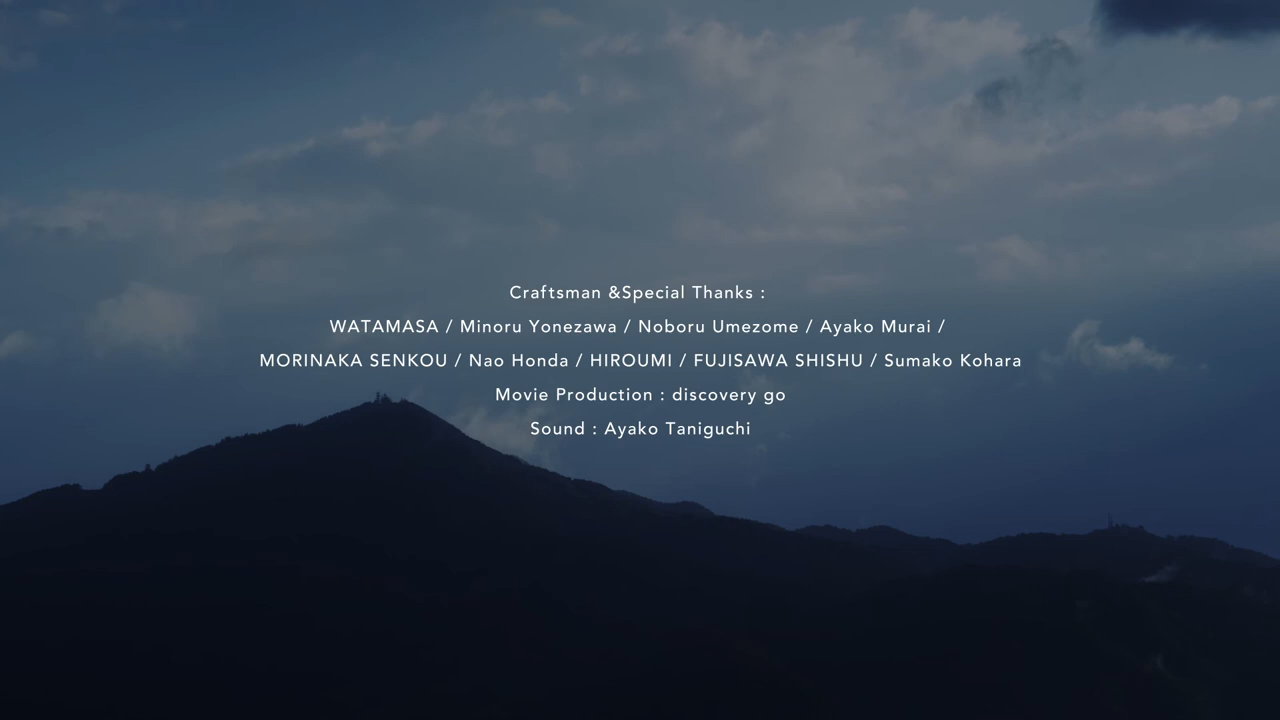 Craftsman &Special Thanks :
WATAMASA / Minoru Yonezawa / Noboru Umezome / Ayako Murai /
MORINAKA SENKOU / Nao Honda / HIROUMI / FUJISAWA SHISHU / Sumako Kohara
Movie Production : discovery go
Sound : Ayako Taniguchi